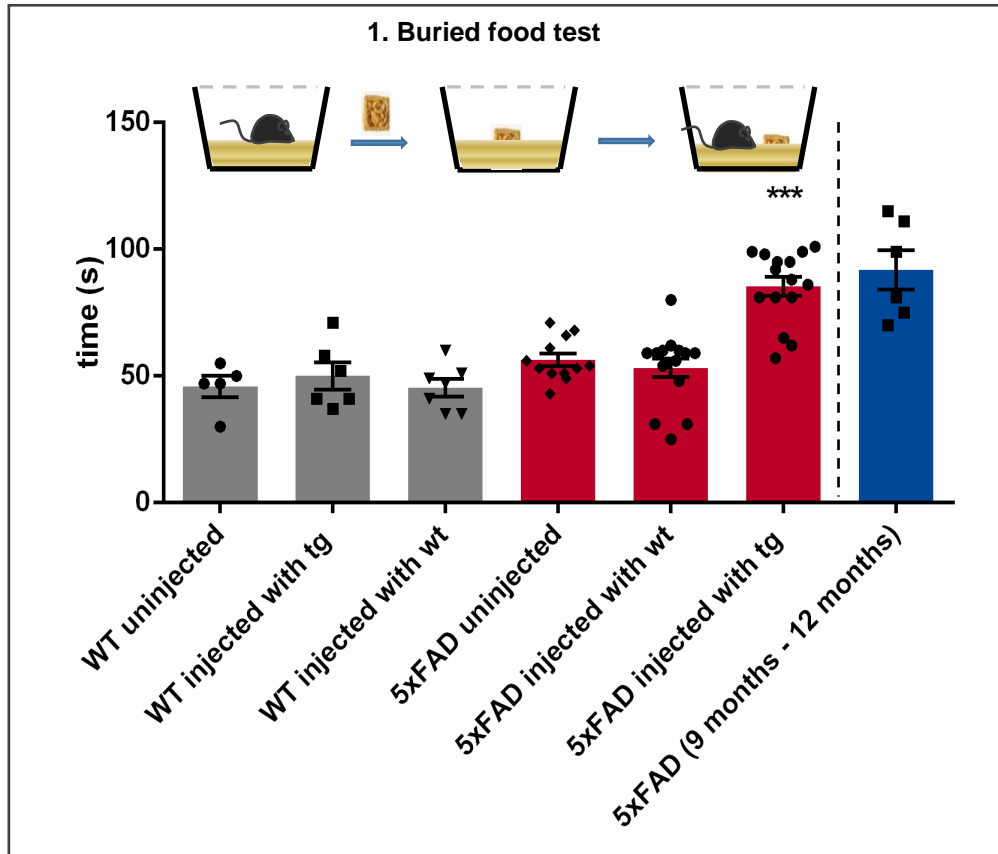 1. Buried food test
150
100
50
0
time (s)
***
WT uninjected
WT injected with tg
WT injected with wt
5xFAD uninjected
5xFAD injected with wt
5xFAD injected with tg
5xFAD (9 months - 12 months)